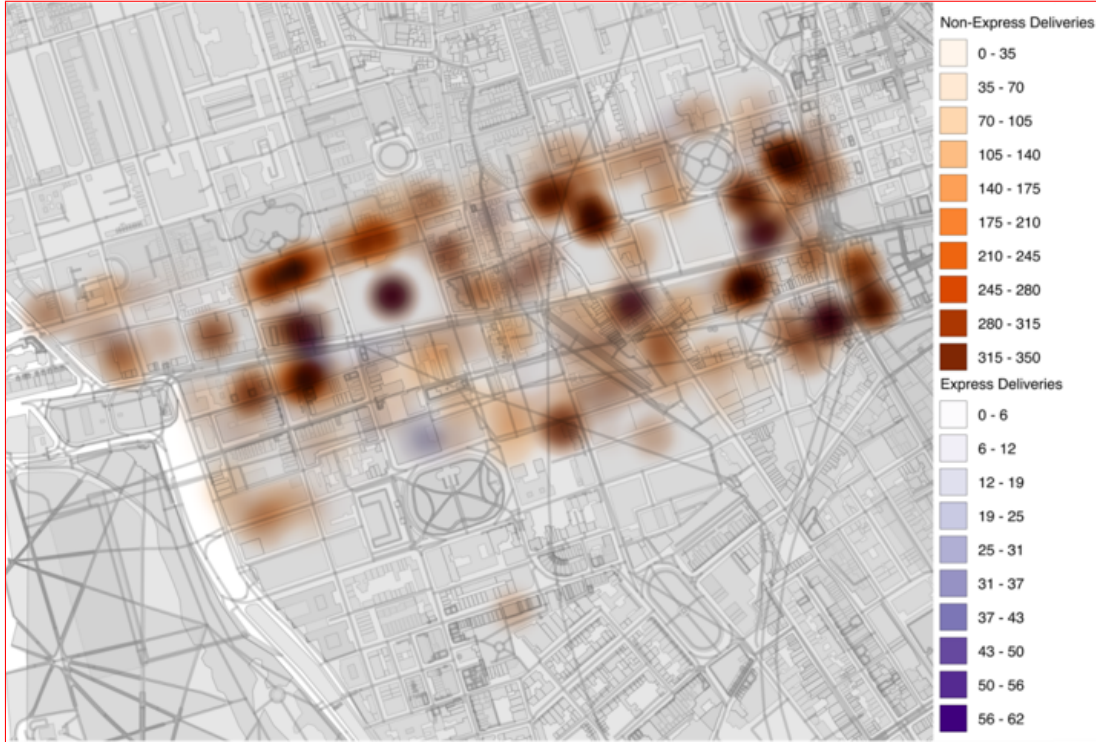 Non-Express Deliveries
0 - 35
35 - 70
70 - 105
105 - 140
140 - 175
175 - 210
210 - 245
245 - 280
280 - 315
315 - 350
Express Deliveries
0 - 6
6 - 12
12 - 19
19 - 25
25 - 31
31 - 37
37 - 43
43 - 50
50 - 56
56 - 62